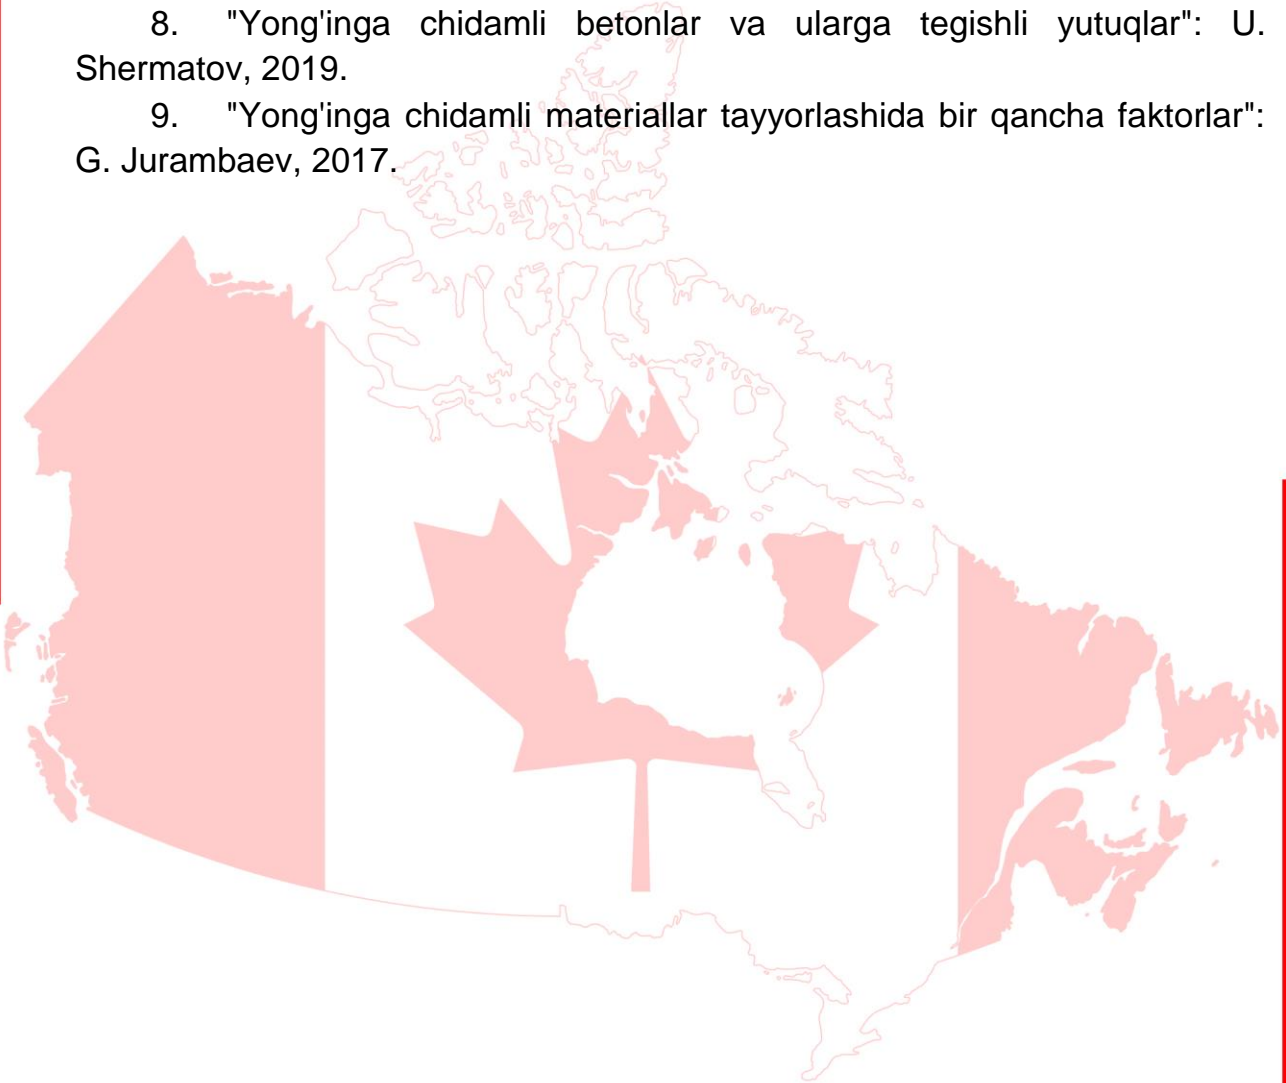 8. "Yong'inga chidamli betonlar va ularga tegishli yutuqlar": U.
Shermatov, 2019.
9. "Yong'inga chidamli materiallar tayyorlashida bir qancha faktorlar":
G. Jurambaev, 2017.